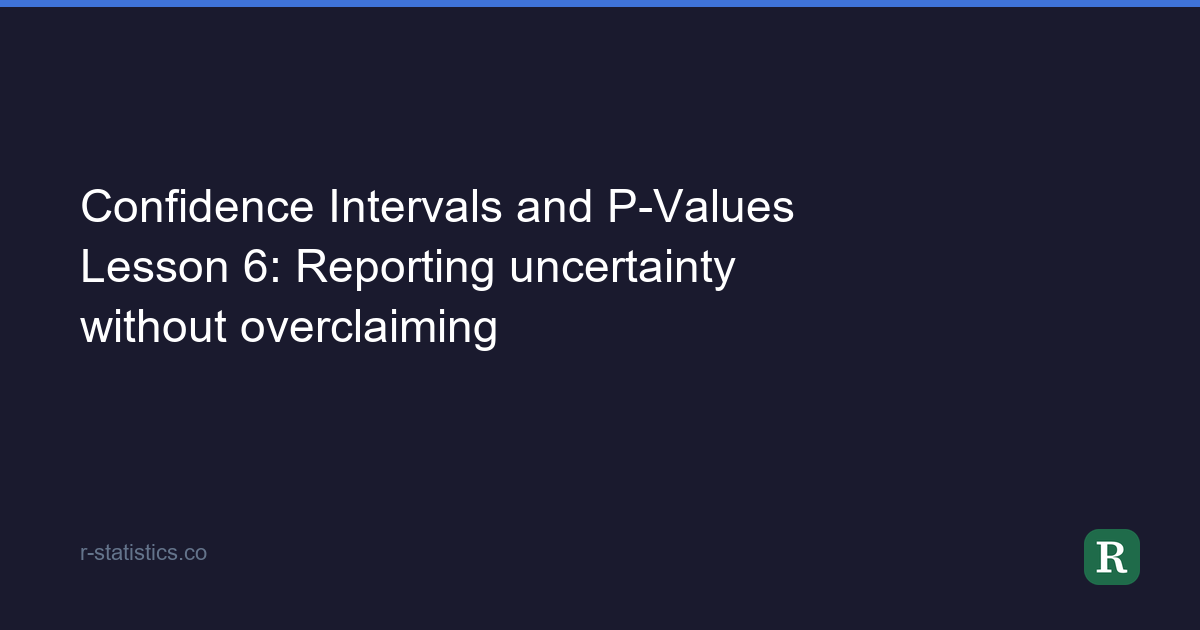 Confidence Intervals and P-Values
Lesson 6: Reporting uncertainty
without overclaiming
r-statistics.co
R